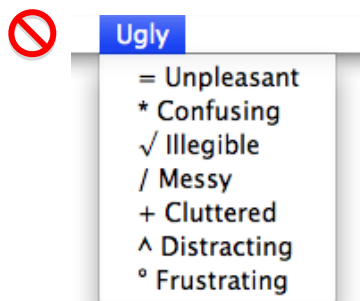 Ugly
= Unpleasant
* Confusing
√ Illegible
/ Messy
+ Cluttered
^ Distracting
° Frustrating